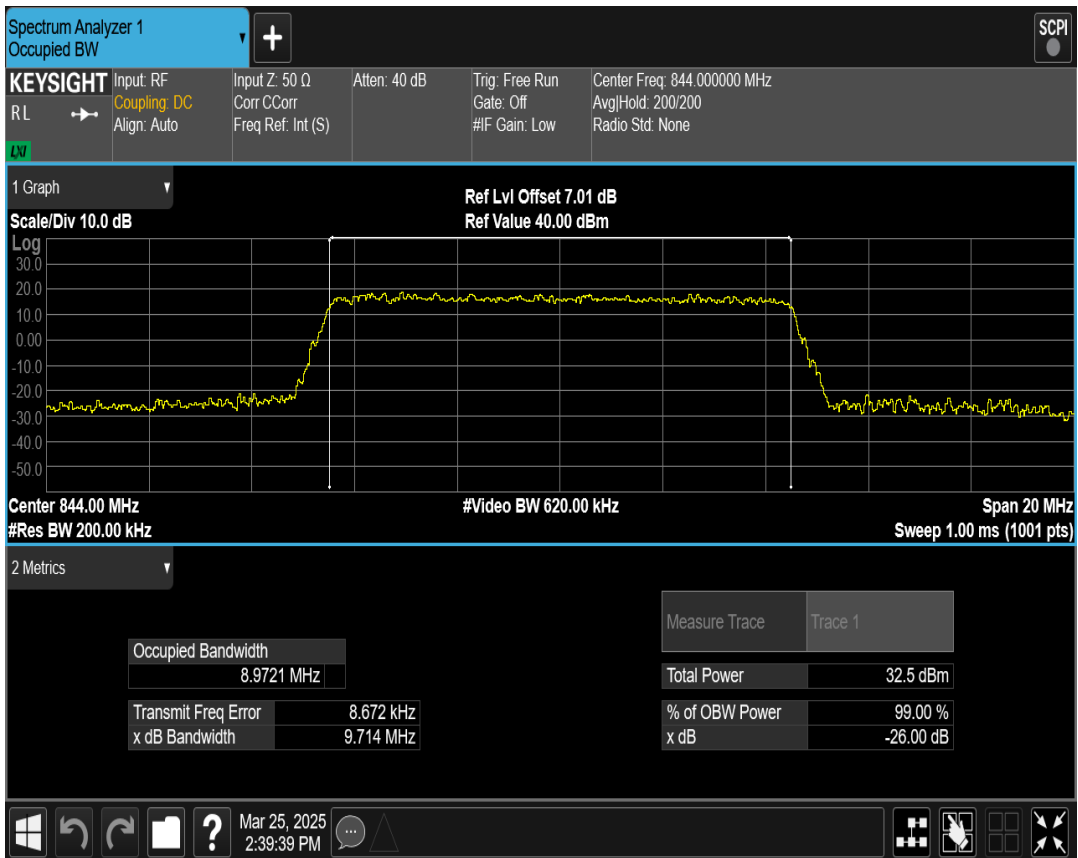 Spectrum Analyzer 1
Occupied BW
+
SCPI
KEYSIGHT
RL
LXI
Input: RF
Coupling: DC
Align: Auto
Input Z: 50 Ω
Corr CCorr
Freq Ref: Int (S)
Atten: 40 dB
Trig: Free Run
Gate: Off
#IF Gain: Low
Center Freq: 844.000000 MHz
Avg|Hold: 200/200
Radio Std: None
1 Graph
Scale/Div 10.0 dB
Ref Lvl Offset 7.01 dB
Ref Value 40.00 dBm
Log
30.0
20.0
10.0
0.00
-10.0
-20.0
-30.0
-40.0
-50.0
Center 844.00 MHz
#Res BW 200.00 kHz
#Video BW 620.00 kHz
Span 20 MHz
Sweep 1.00 ms (1001 pts)
2 Metrics
Occupied Bandwidth
8.9721 MHz
Transmit Freq Error 8.672 kHz
x dB Bandwidth 9.714 MHz
Measure Trace Trace 1
Total Power 32.5 dBm
% of OBW Power 99.00 %
x dB -26.00 dB
?
Mar 25, 2025
2:39:39 PM